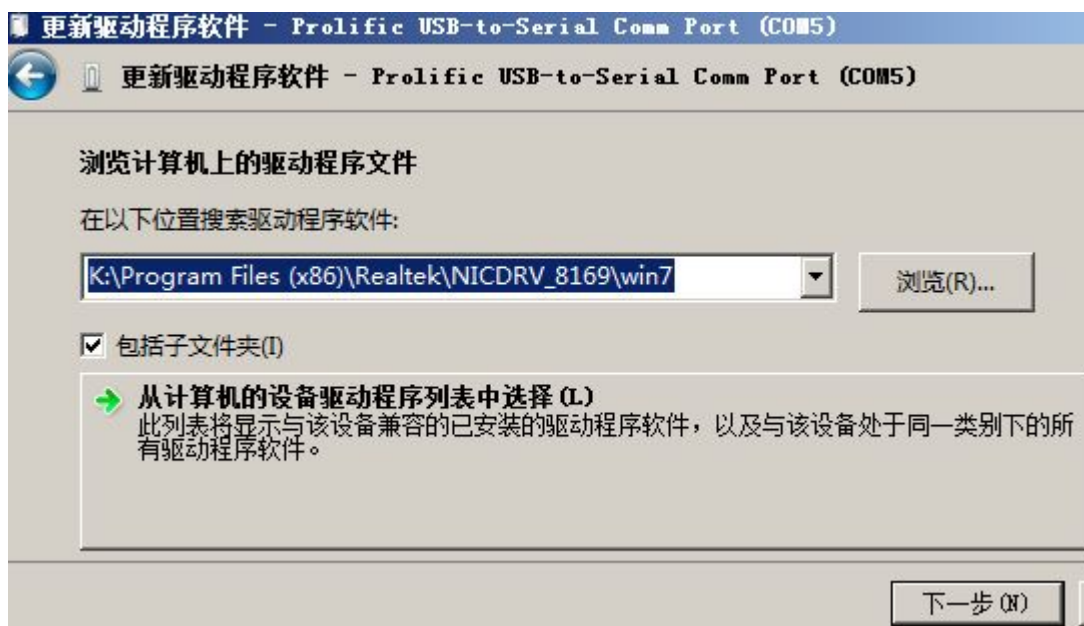 更新驱动程序软件 - Prolific USB-to-Serial Comm Port (COM5)
更新驱动程序软件 - Prolific USB-to-Serial Comm Port (COM5)
浏览计算机上的驱动程序文件
在以下位置搜索驱动程序软件:
K:\Program Files (x86)\Realtek\NICDRV_8169\win7
浏览(R)...
包括子文件夹(I)
从计算机的设备驱动程序列表中选择(L)
此列表将显示与该设备兼容的已安装的驱动程序软件，以及与该设备处于同一类别下的所
有驱动程序软件。
下一步(N)